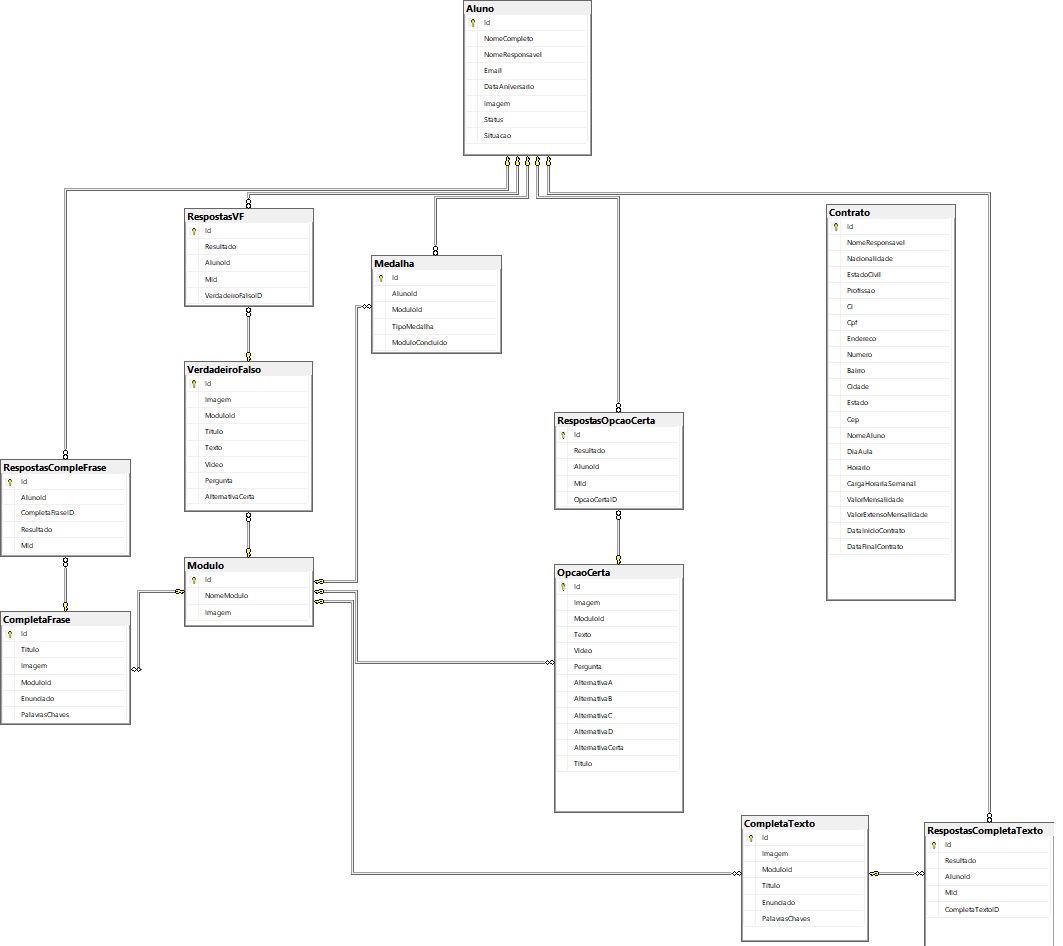 Aluno
Id
NomeCompleto
NomeResponsavel
Email
DataAniversario
Imagem
Status
Situacao
RespostasVF
Id
Resultado
AlunoId
MId
VerdadeiroFalsoID
Medalha
Id
AlunoId
ModuloId
TipoMedalha
ModuloConcluido
Contrato
Id
NomeResponsavel
Nacionalidade
EstadoCivil
Profissao
Ci
Cpf
Endereco
Numero
Bairro
Cidade
Estado
Cep
NomeAluno
DiaAula
Horario
CargaHorariaSemanal
ValorMensalidade
ValorExtensoMensalidade
DataInicioContrato
DataFinalContrato
VerdadeiroFalso
Id
Imagem
ModuloId
Titulo
Texto
Video
Pergunta
AlternativaCerta
RespostasOpcaoCerta
Id
Resultado
AlunoId
MId
OpcaoCertaID
RespostasCompleFrase
Id
AlunoId
CompletaFraseID
Resultado
MId
Modulo
Id
NomeModulo
Imagem
OpcaoCerta
Id
Imagem
ModuloId
Texto
Video
Pergunta
AlternativaA
AlternativaB
AlternativaC
AlternativaD
AlternativaCerta
Titulo
CompletaFrase
Id
Titulo
Imagem
ModuloId
Enunciado
PalavrasChaves
CompletaTexto
Id
Imagem
ModuloId
Titulo
Enunciado
PalavrasChaves
RespostasCompletaTexto
Id
Resultado
AlunoId
MId
CompletaTextoID